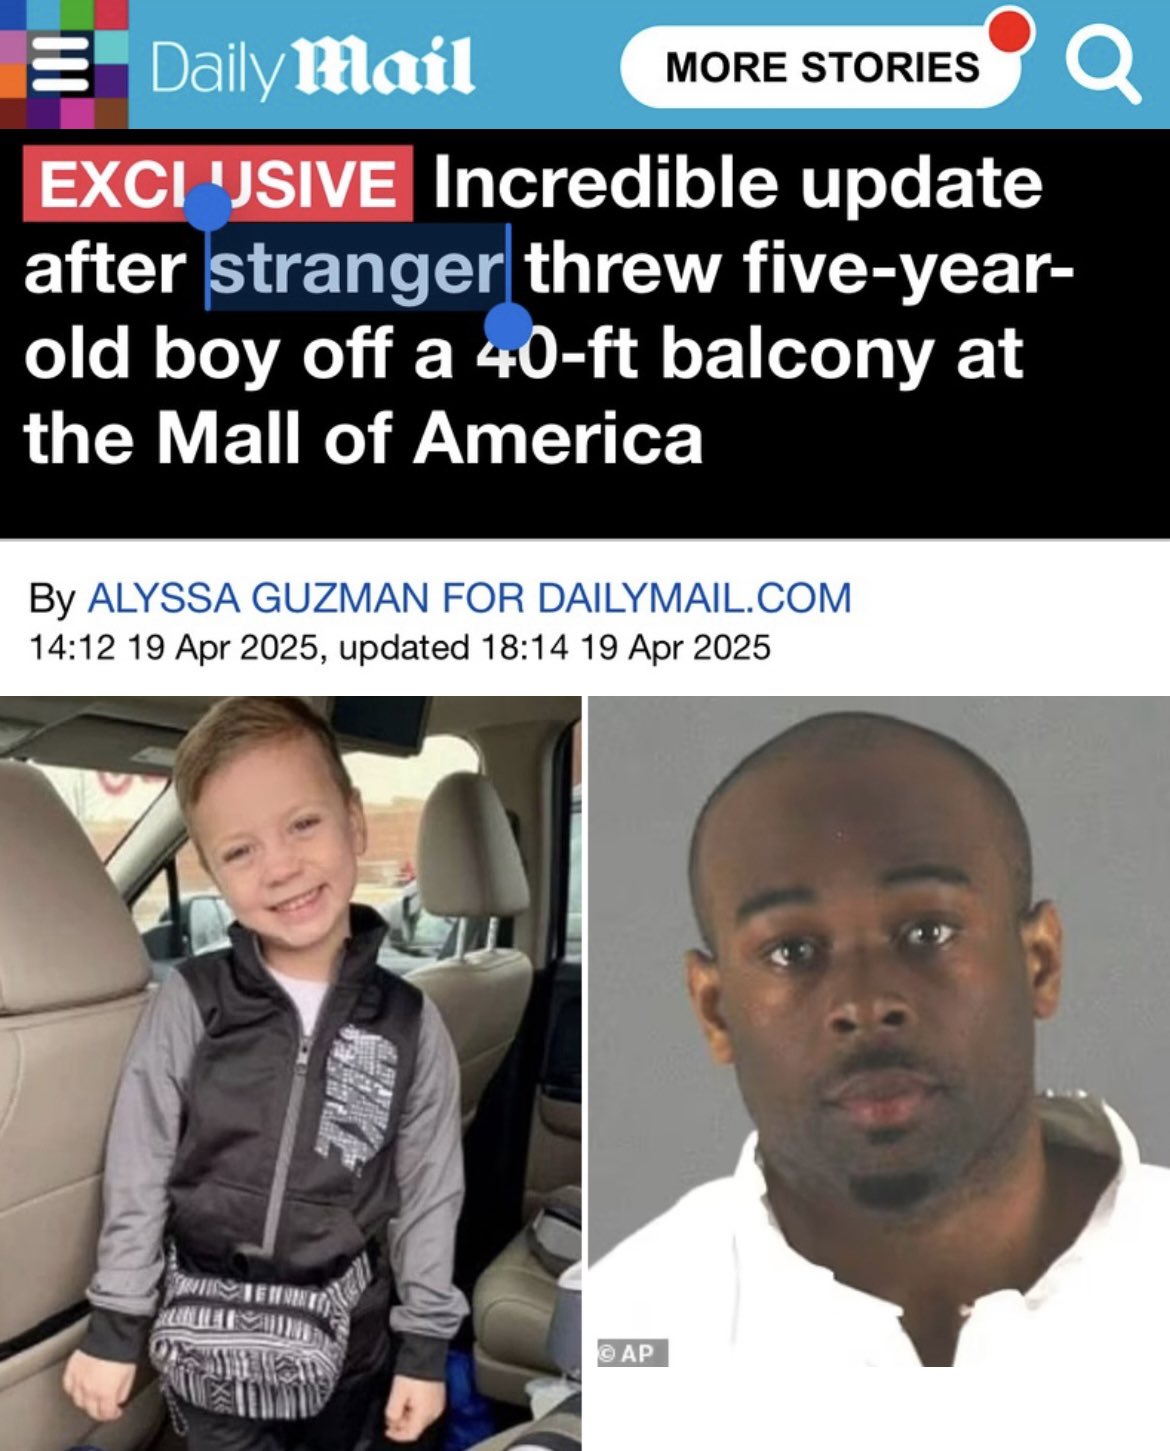 Daily Mail
MORE STORIES
EXCLUSIVE Incredible update
after stranger threw five-year-
old boy off a 40-ft balcony at
the Mall of America
By ALYSSA GUZMAN FOR DAILYMAIL.COM
14:12 19 Apr 2025, updated 18:14 19 Apr 2025
NIKE
© AP